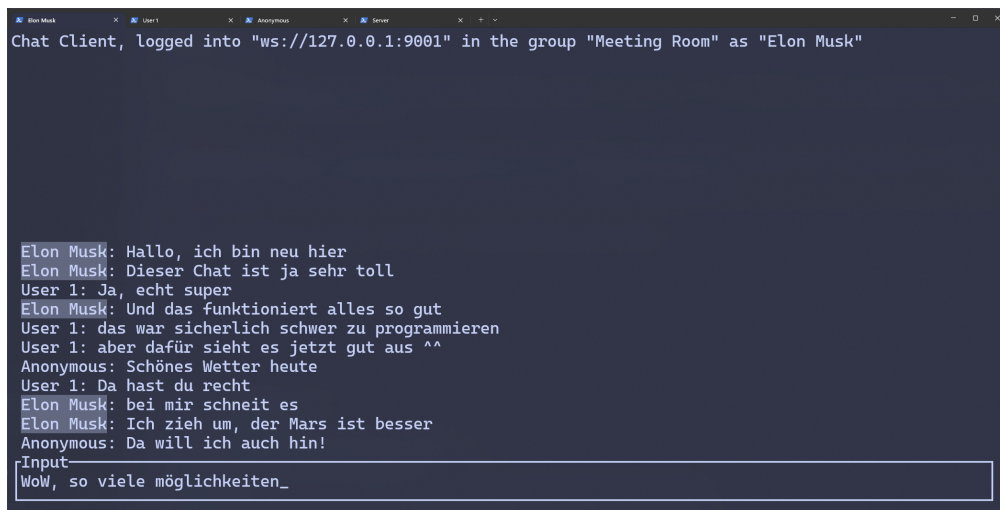 Elon Musk User 1 Anonymous Server
Chat Client, logged into "ws://127.0.0.1:9001" in the group "Meeting Room" as "Elon Musk"
Elon Musk: Hallo, ich bin neu hier
Elon Musk: Dieser Chat ist ja sehr toll
User 1: Ja, echt super
Elon Musk: Und das funktioniert alles so gut
User 1: das war sicherlich schwer zu programmieren
User 1: aber dafür sieht es jetzt gut aus ^^
Anonymous: Schönes Wetter heute
User 1: Da hast du recht
Elon Musk: bei mir schneit es
Elon Musk: Ich zieh um, der Mars ist besser
Anonymous: Da will ich auch hin!
Input
WoW, so viele möglichkeiten_